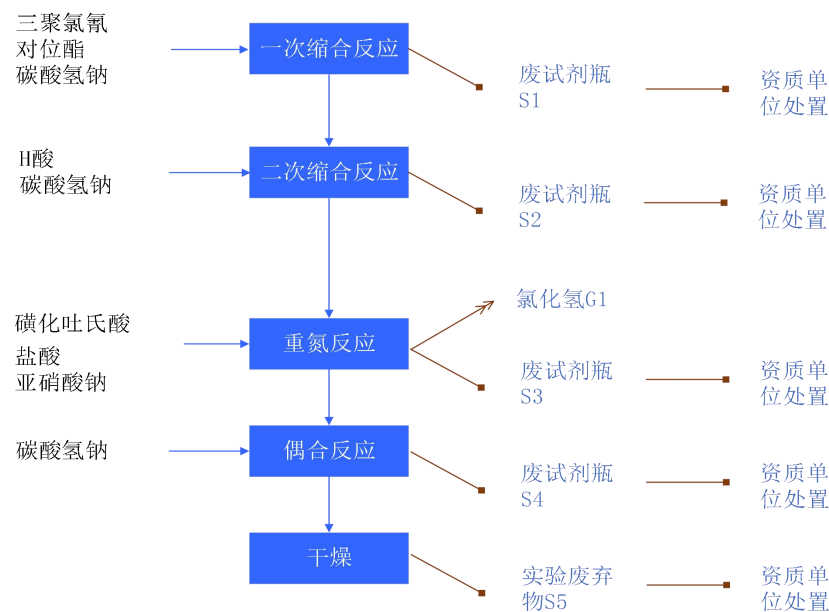 三聚氯氰
对位酯
碳酸氢钠
一次缩合反应
废试剂瓶
S1
资质单
位处置
H酸
碳酸氢钠
二次缩合反应
废试剂瓶
S2
资质单
位处置
氯化氢G1
磺化吐氏酸
盐酸
亚硝酸钠
重氮反应
废试剂瓶
S3
资质单
位处置
碳酸氢钠
偶合反应
废试剂瓶
S4
资质单
位处置
干燥
实验废弃
物S5
资质单
位处置